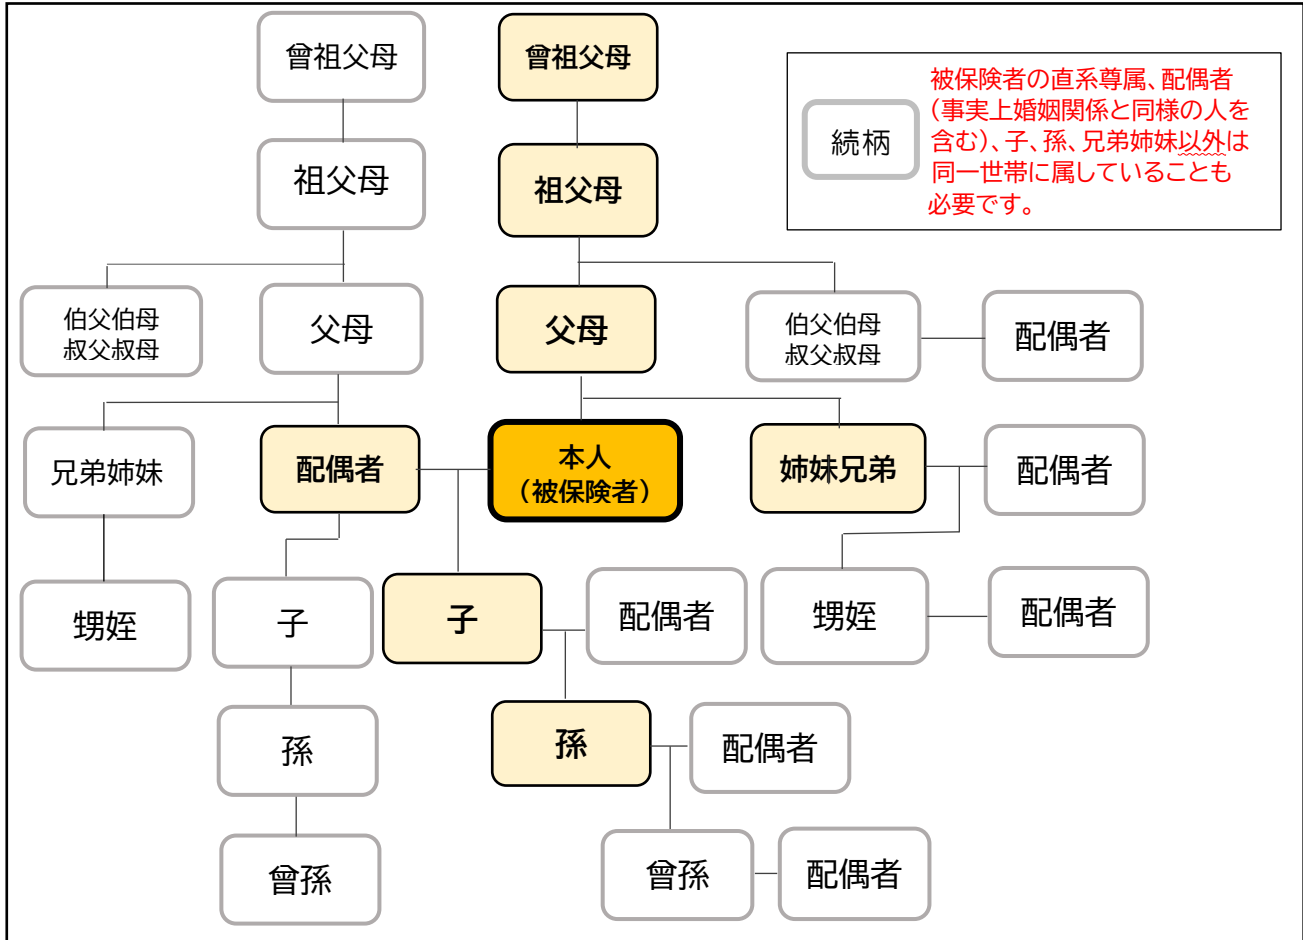 曾祖父母
曾祖父母
続柄
被保険者の直系尊属、配偶者
（事実上婚姻関係と同様の人を
含む）、子、孫、兄弟姉妹以外は
同一世帯に属していることも
必要です。
祖父母
祖父母
伯父伯母
叔父叔母
父母
父母
伯父伯母
叔父叔母
配偶者
兄弟姉妹
配偶者
本人
（被保険者）
姉妹兄弟
配偶者
甥姪
子
子
配偶者
甥姪
配偶者
孫
孫
配偶者
曾孫
曾孫
配偶者